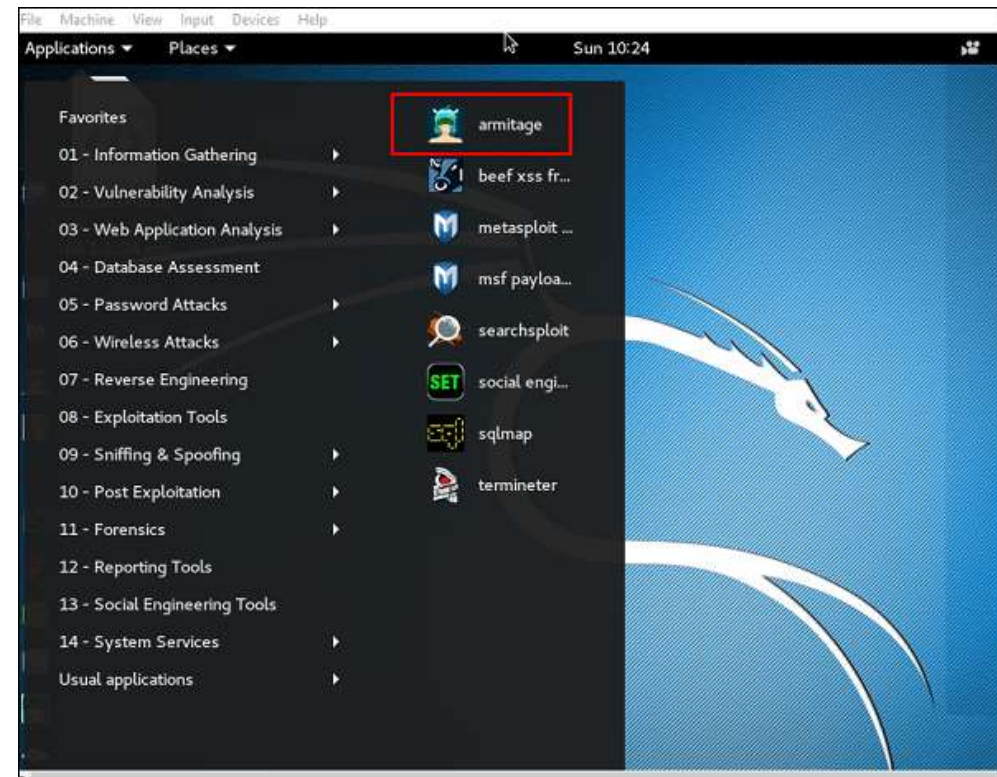 File Machine View Input Devices Help
Applications Places Sun 10:24
Favorites
01 - Information Gathering
02 - Vulnerability Analysis
03 - Web Application Analysis
04 - Database Assessment
05 - Password Attacks
06 - Wireless Attacks
07 - Reverse Engineering
08 - Exploitation Tools
09 - Sniffing & Spoofing
10 - Post Exploitation
11 - Forensics
12 - Reporting Tools
13 - Social Engineering Tools
14 - System Services
Usual applications
armitage
beef xss fr...
metasploit ...
msf payloa...
searchsploit
SET social engi...
sqlmap
termineter